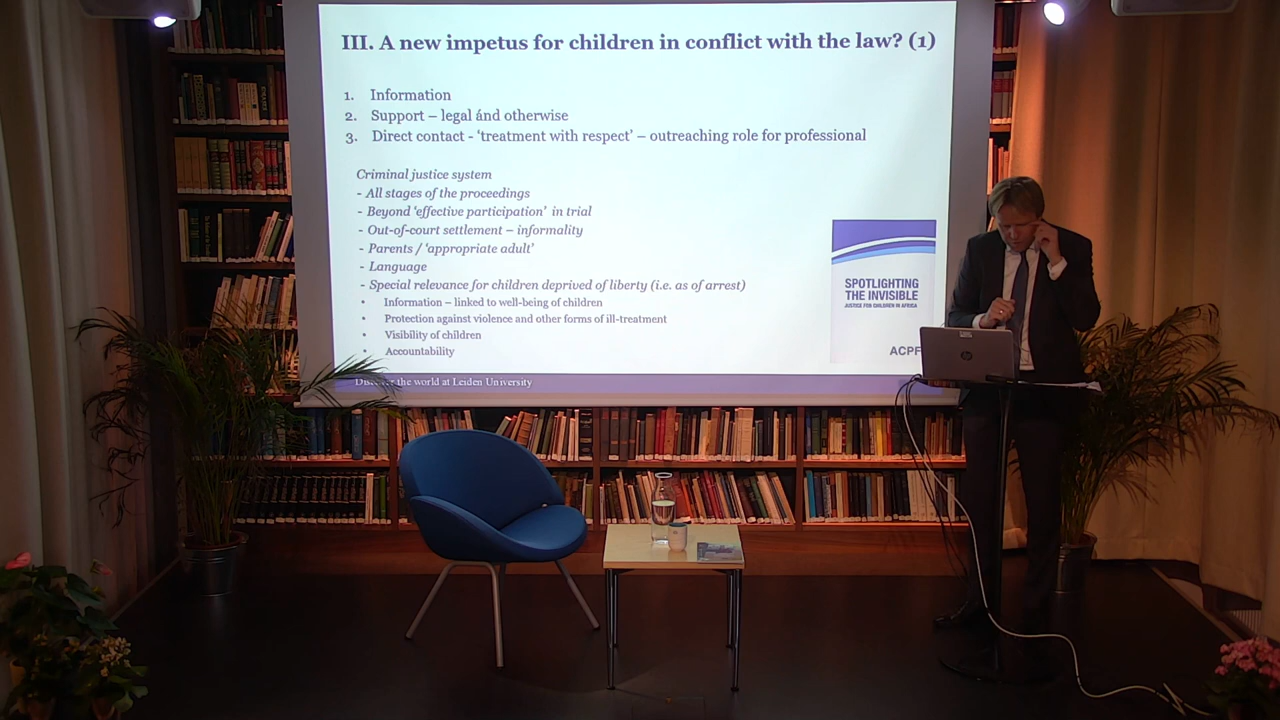 III. A new impetus for children in conflict with the law? (1)
1. Information
2. Support – legal ánd otherwise
3. Direct contact - ‘treatment with respect’ – outreaching role for professional
Criminal justice system
- All stages of the proceedings
- Beyond ‘effective participation’ in trial
- Out-of-court settlement – informality
- Parents / ‘appropriate adult’
- Language
- Special relevance for children deprived of liberty (i.e. as of arrest)
• Information – linked to well-being of children
• Protection against violence and other forms of ill-treatment
• Visibility of children
• Accountability
SPOTLIGHTING
THE INVISIBLE
JUSTICE FOR CHILDREN IN AFRICA
ACPF
Discover the world at Leiden University
hp